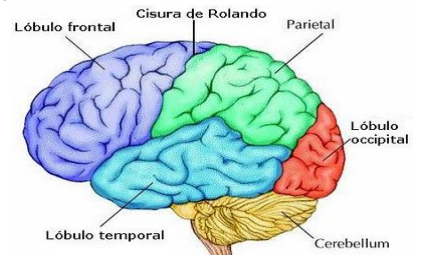 Cisura de Rolando
Lóbulo frontal
Parietal
Lóbulo
occipital
Lóbulo temporal
Cerebellum